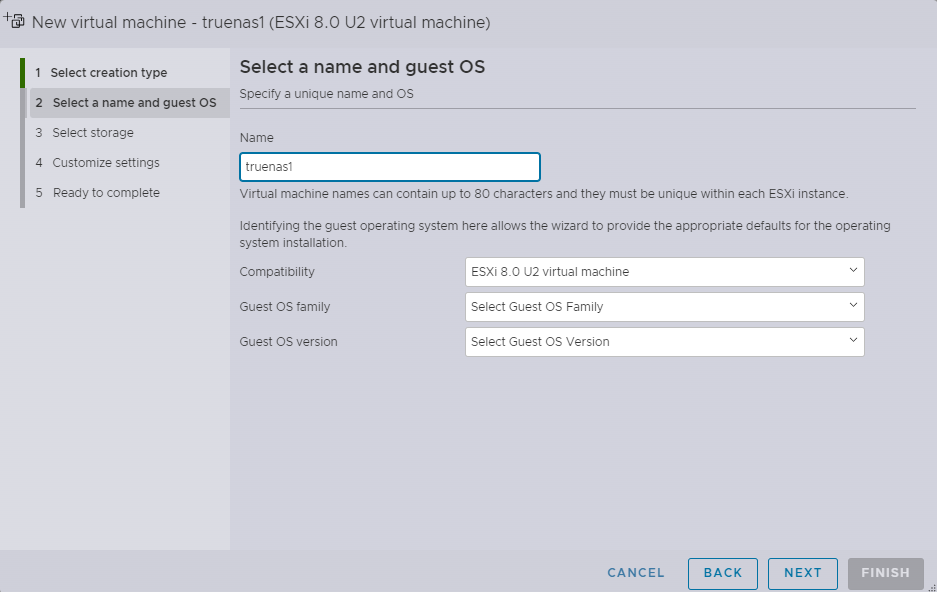 New virtual machine - truenas1 (ESXi 8.0 U2 virtual machine)
1 Select creation type
2 Select a name and guest OS
3 Select storage
4 Customize settings
5 Ready to complete
Select a name and guest OS
Specify a unique name and OS
Name
truenas1
Virtual machine names can contain up to 80 characters and they must be unique within each ESXi instance.
Identifying the guest operating system here allows the wizard to provide the appropriate defaults for the operating
system installation.
Compatibility ESXi 8.0 U2 virtual machine
Guest OS family Select Guest OS Family
Guest OS version Select Guest OS Version
CANCEL BACK NEXT FINISH